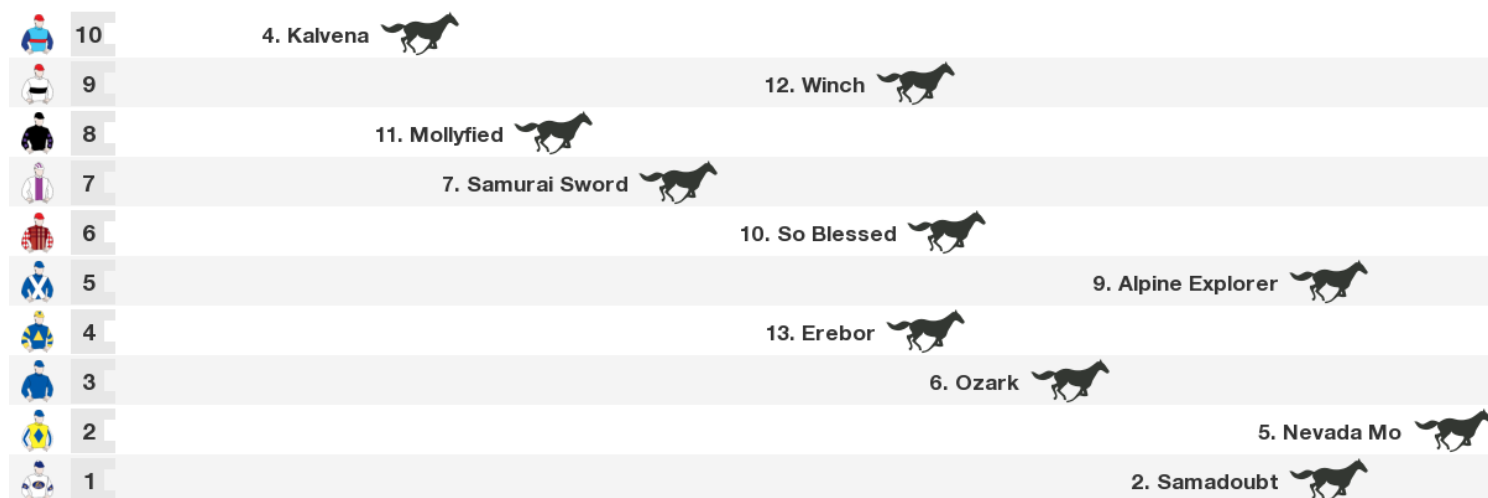 10 4. Kalvena
9 12. Winch
8 11. Mollyfied
7 7. Samurai Sword
6 10. So Blessed
5 9. Alpine Explorer
4 13. Erebor
3 6. Ozark
2 5. Nevada Mo
1 2. Samadoubt